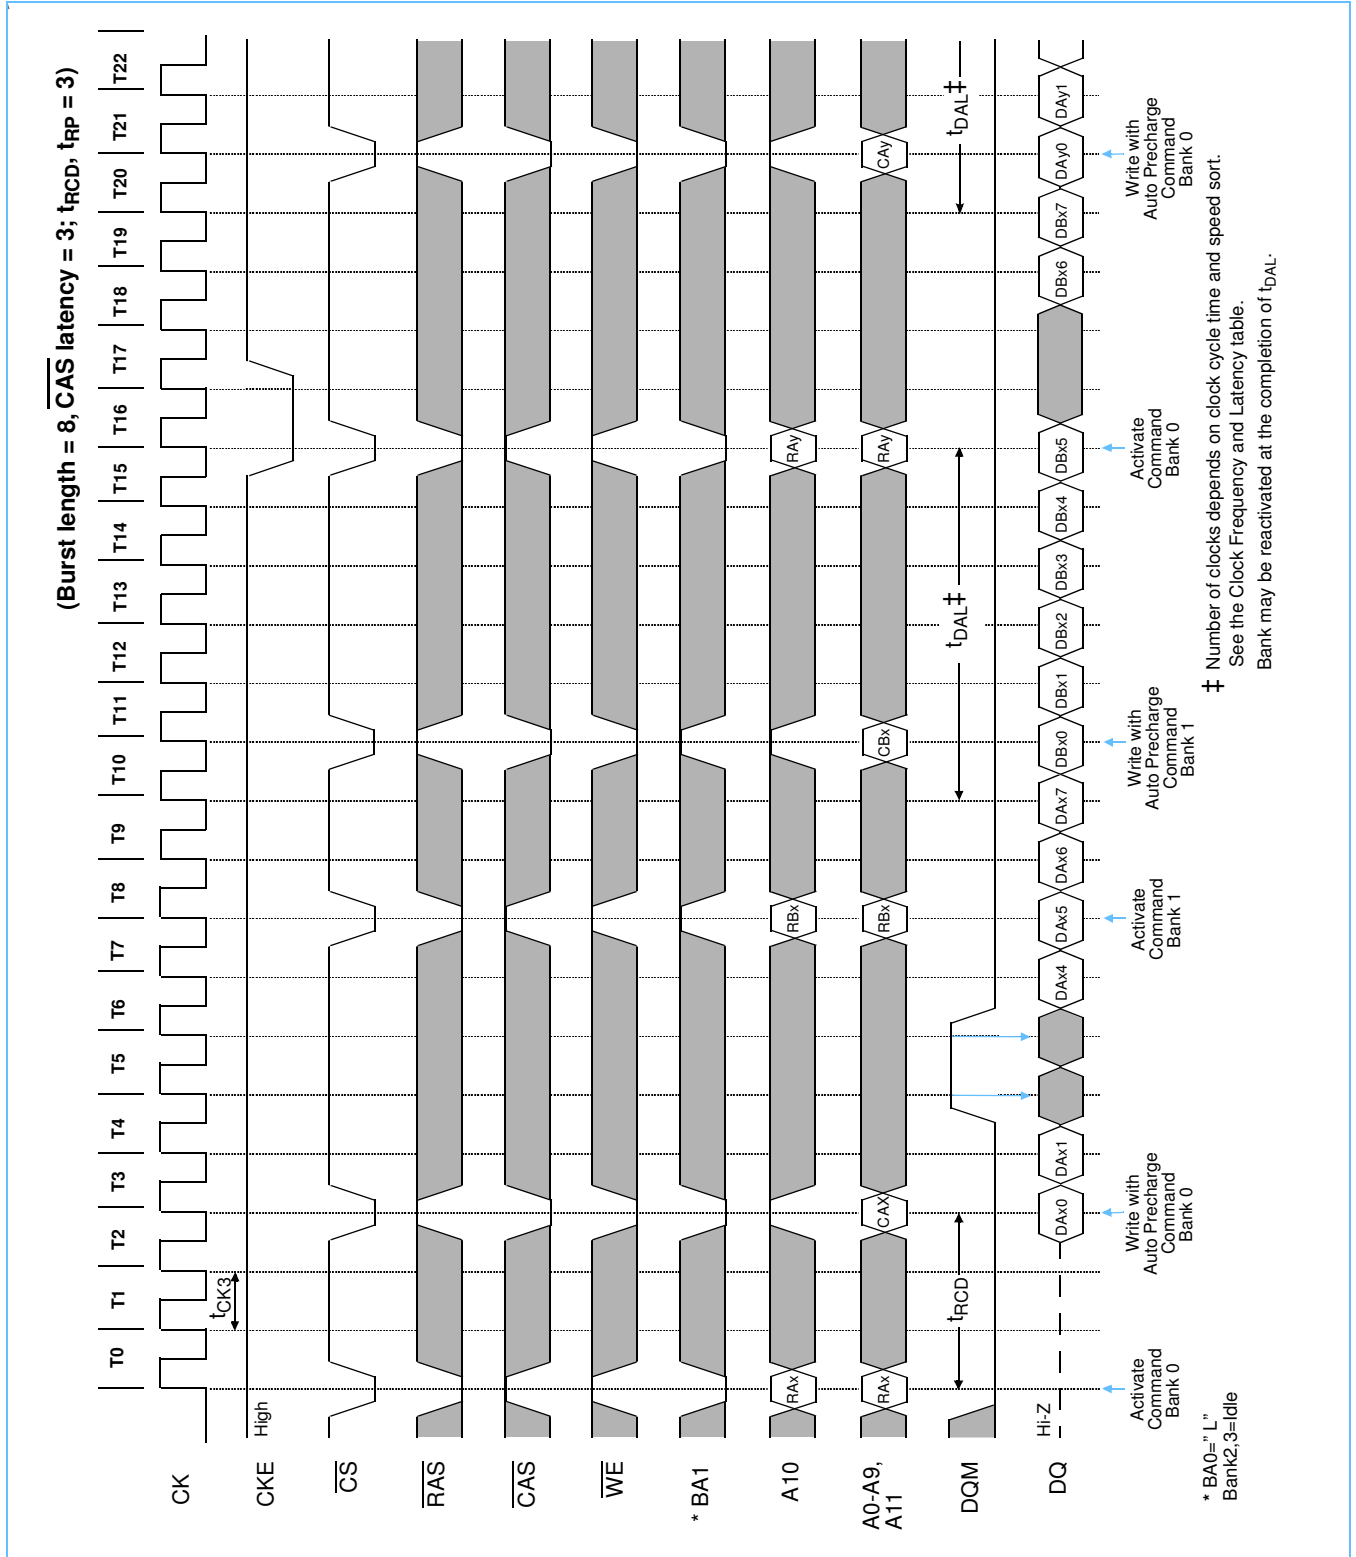 (Burst length = 8, CAS latency = 3; tRCD, tRP = 3)
T0 T1 T2 T3 T4 T5 T6 T7 T8 T9 T10 T11 T12 T13 T14 T15 T16 T17 T18 T19 T20 T21 T22
CK
tCK3
CKE
High
CS
RAS
CAS
WE
* BA1
A10
RAx RBx RAy
A0-A9,
A11
RAx CAX RBx CBx RAy CAy
DQM
tRCD tDAL‡ tDAL‡
DQ
Hi-Z
DAx0 DAx1 DAx4 DAx5 DAx6 DAx7 DBx0 DBx1 DBx2 DBx3 DBx4 DBx5 DBx6 DBx7 DAy0 DAy1
Activate
Command
Bank 0
Write with
Auto Precharge
Command
Bank 0
Activate
Command
Bank 1
Write with
Auto Precharge
Command
Bank 1
Activate
Command
Bank 0
Write with
Auto Precharge
Command
Bank 0
* BA0=” L”
Bank2,3=Idle
‡ Number of clocks depends on clock cycle time and speed sort.
See the Clock Frequency and Latency table.
Bank may be reactivated at the completion of tDAL.